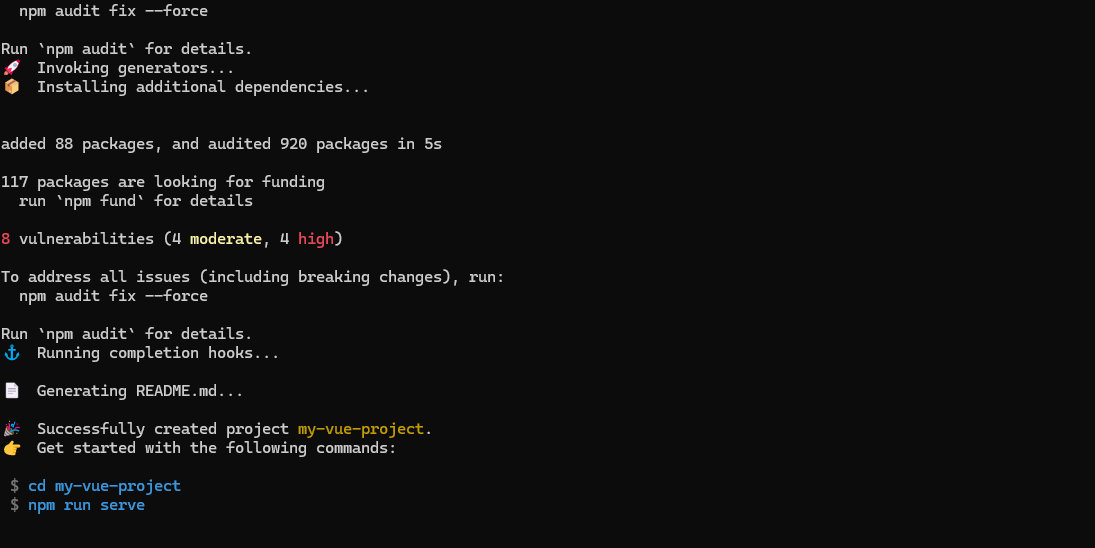 npm audit fix --force
Run `npm audit` for details.
🚀 Invoking generators...
📦 Installing additional dependencies...
added 88 packages, and audited 920 packages in 5s
117 packages are looking for funding
run `npm fund` for details
8 vulnerabilities (4 moderate, 4 high)
To address all issues (including breaking changes), run:
npm audit fix --force
Run `npm audit` for details.
⚓ Running completion hooks...
📄 Generating README.md...
🎉 Successfully created project my-vue-project.
👉 Get started with the following commands:
$ cd my-vue-project
$ npm run serve